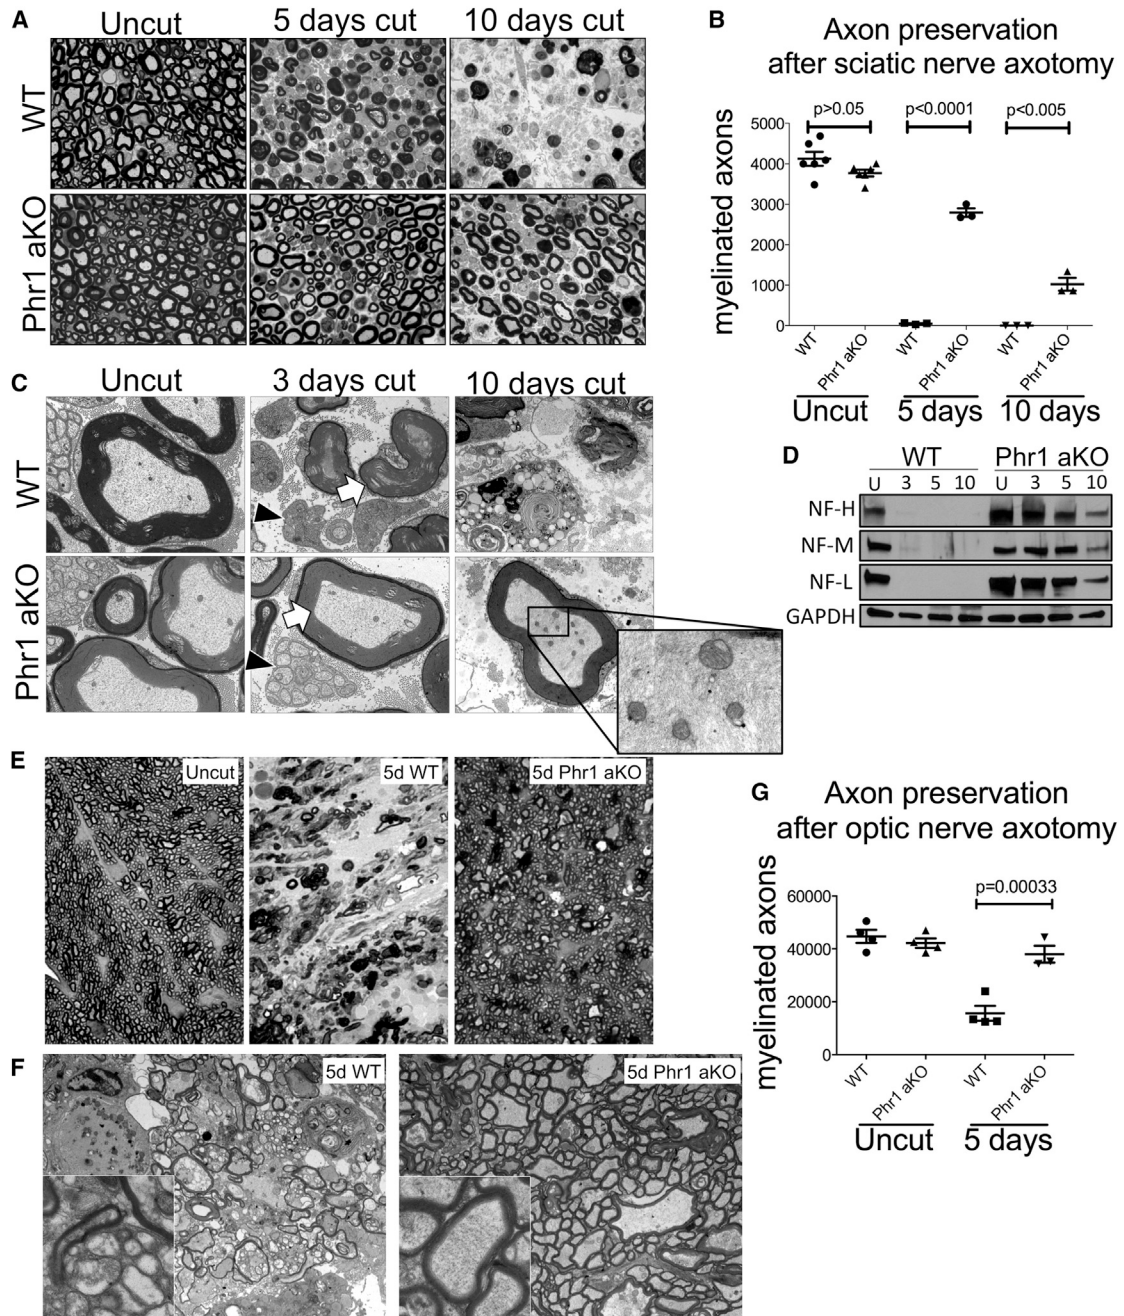 A
Uncut
5 days cut
10 days cut
WT
Phr1 aKO
B
Axon preservation
after sciatic nerve axotomy
p>0.05
p<0.0001
p<0.005
myelinated axons
5000
4000
3000
2000
1000
0
WT
Phr1 aKO
WT
Phr1 aKO
WT
Phr1 aKO
Uncut
5 days
10 days
C
Uncut
3 days cut
10 days cut
WT
Phr1 aKO
D
WT
Phr1 aKO
U 3 5 10 U 3 5 10
NF-H
NF-M
NF-L
GAPDH
E
Uncut
5d WT
5d Phr1 aKO
F
5d WT
5d Phr1 aKO
G
Axon preservation
after optic nerve axotomy
p=0.00033
myelinated axons
60000
40000
20000
0
WT
Phr1 aKO
WT
Phr1 aKO
Uncut
5 days